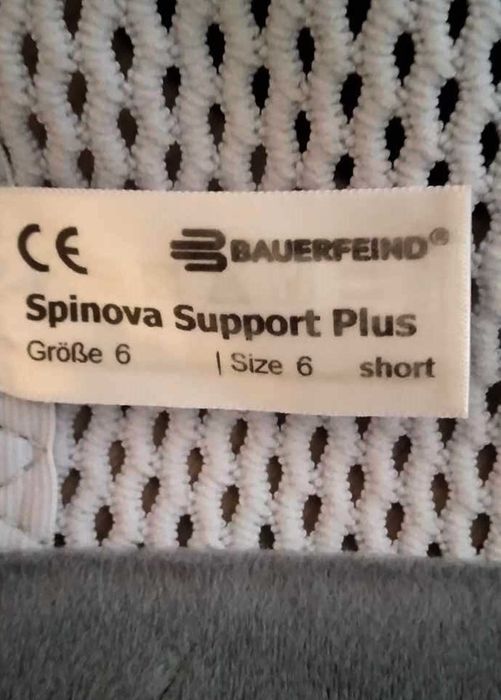 CE BAUERFEIND®
Spinova Support Plus
Größe 6 | Size 6 short